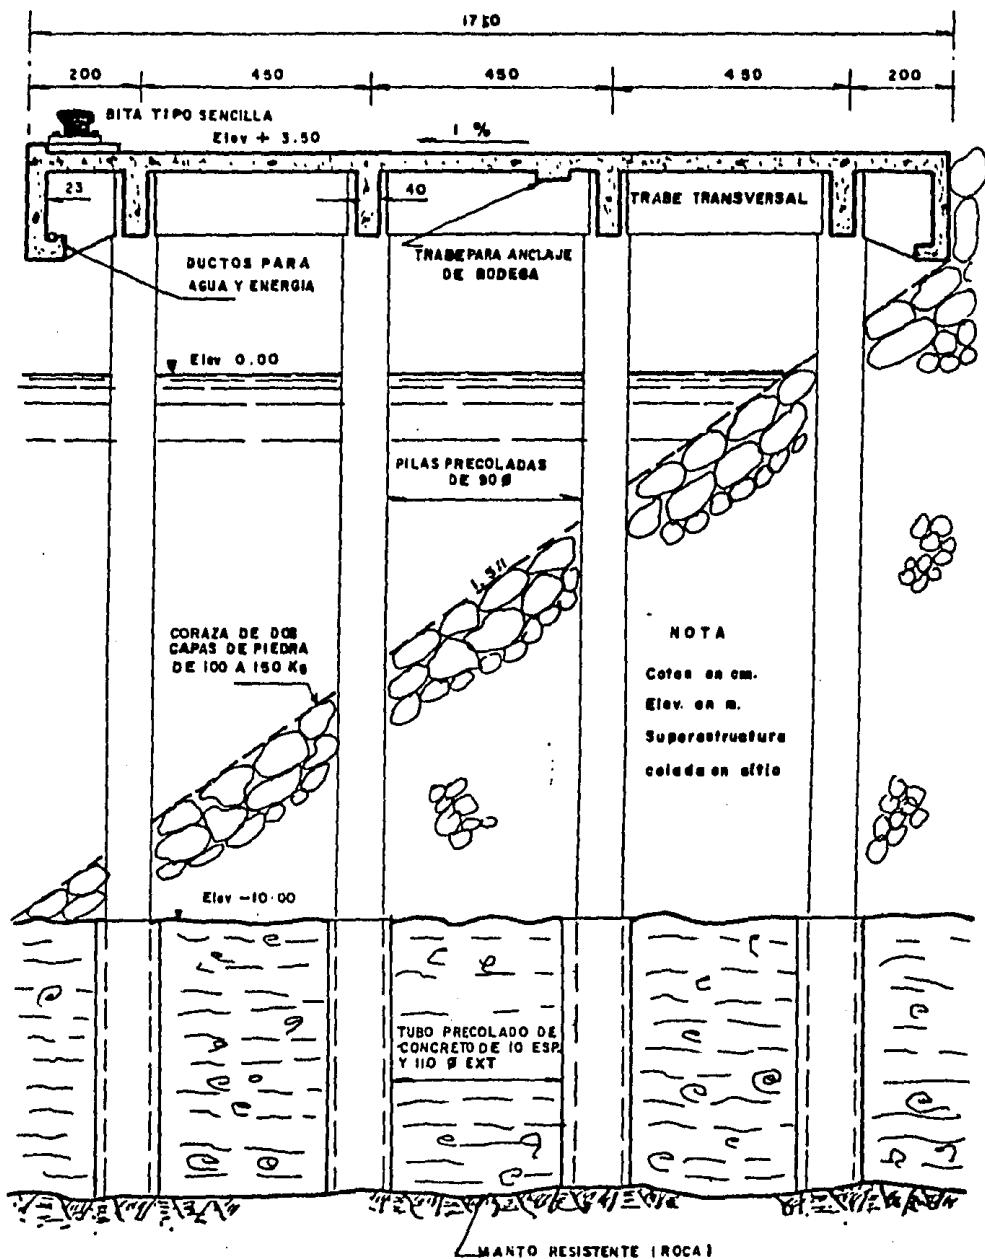 1750
200 450 450 450 200
BITA TIPO SENCILLA
Elev + 3.50
1 %
23
40
TRABE TRANSVERSAL
DUCTOS PARA
AGUA Y ENERGIA
TRABE PARA ANCLAJE
DE BODEGA
Elev 0.00
PILAS PRECOLADAS
DE 90 Ø
1.5:1
CORAZA DE DOS
CAPAS DE PIEDRA
DE 100 A 150 Kg
NOTA
Cotas en cm.
Elev. en m.
Superestructura
colada en sitio
Elev -10.00
TUBO PRECOLADO DE
CONCRETO DE 10 ESP.
Y 110 Ø EXT
MANTO RESISTENTE (ROCA)